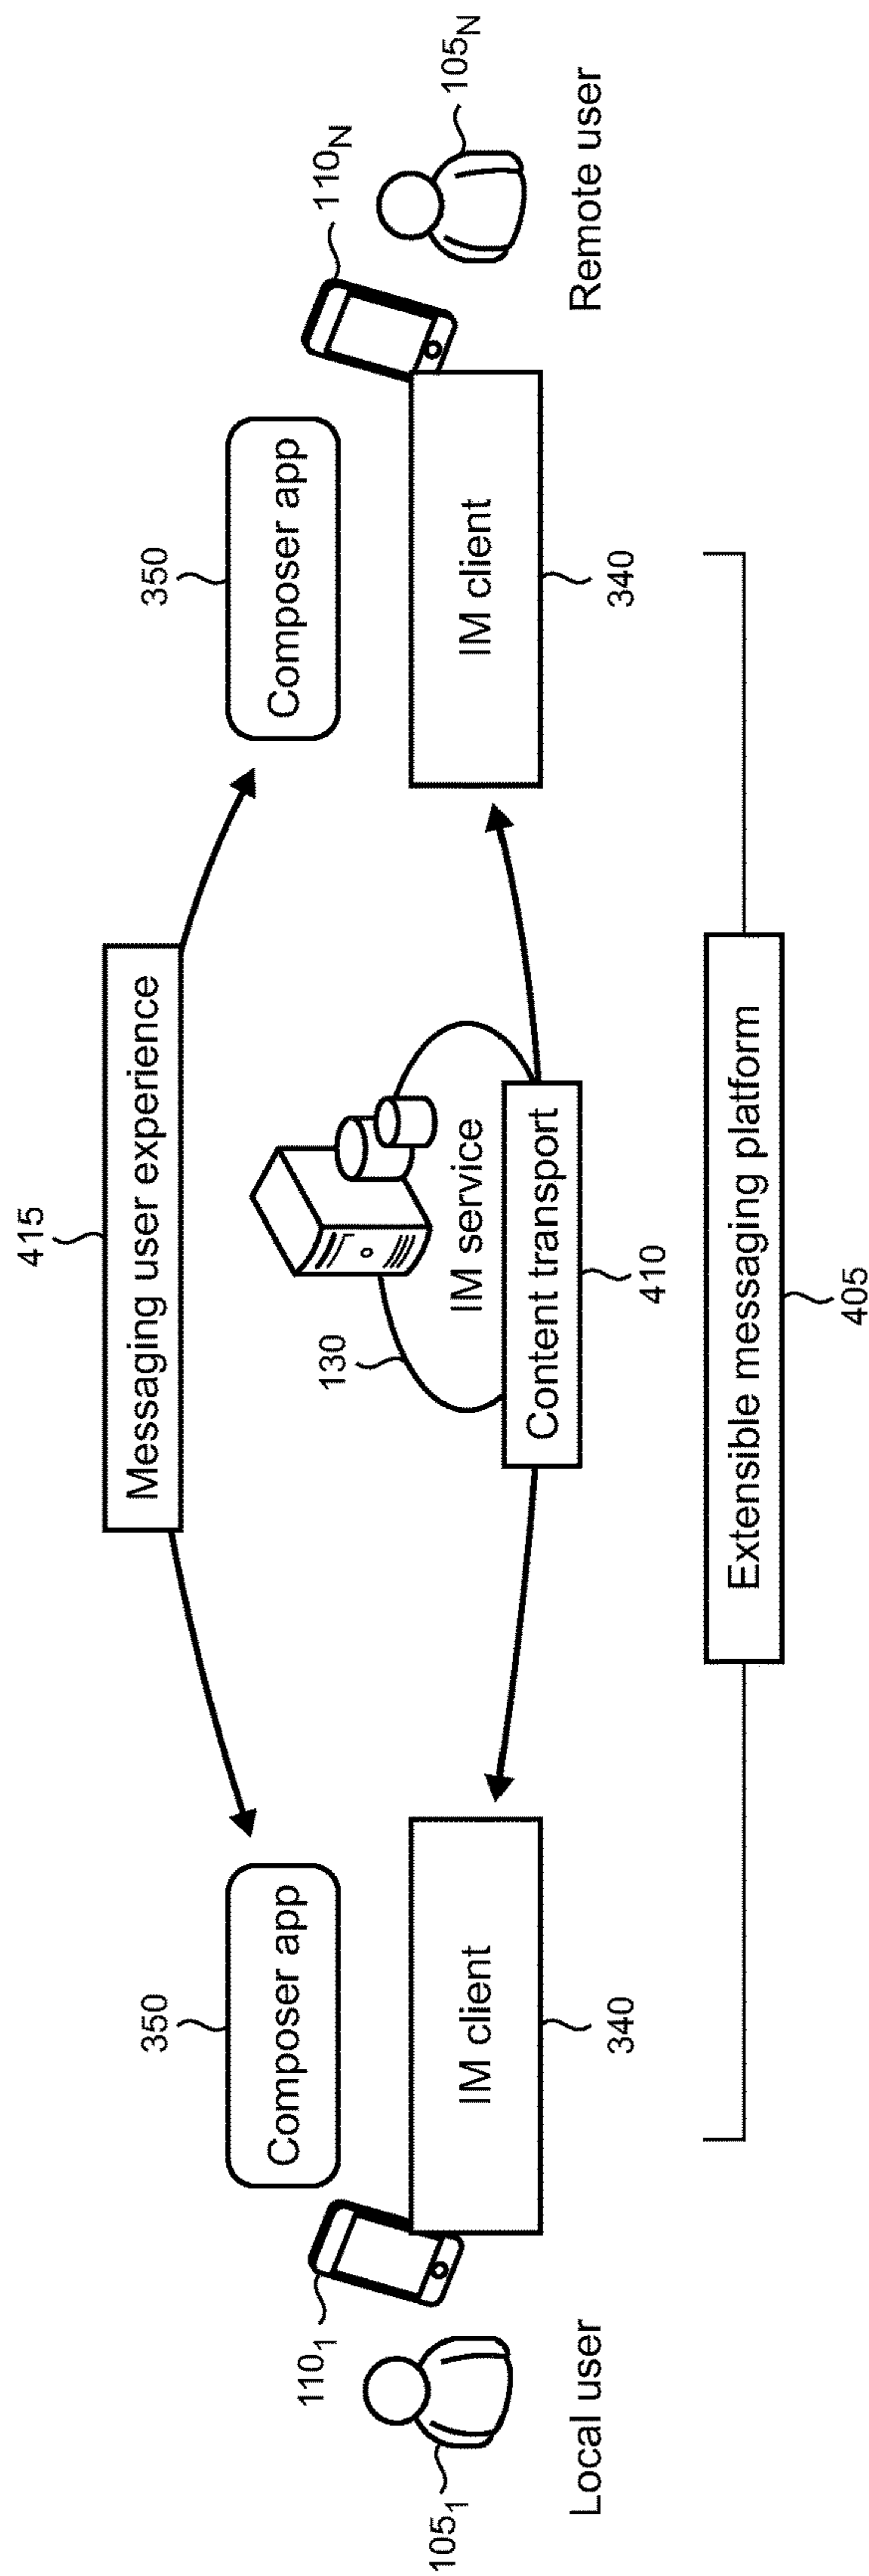 415
Messaging user experience
350
Composer app
350
Composer app
110₁
105₁
Local user
IM client
340
130
IM service
Content transport
410
IM client
340
110N
105N
Remote user
Extensible messaging platform
405